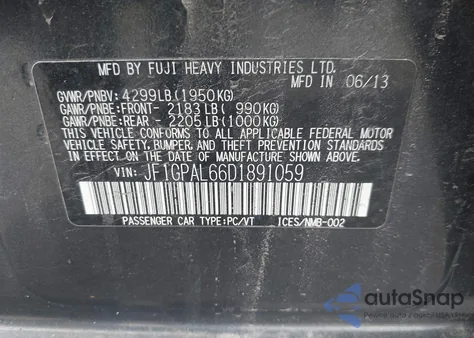 MFD BY FUJI HEAVY INDUSTRIES LTD.
MFD IN 06/13
GVWR/PNBV: 4299LB(1950KG)
GAWR/PNBE:FRONT- 2183LB( 990KG)
GAWR/PNBE:REAR - 2205LB(1000KG)
THIS VEHICLE CONFORMS TO ALL APPLICABLE FEDERAL MOTOR
VEHICLE SAFETY, BUMPER, AND THEFT PREVENTION STANDARDS
IN EFFECT ON THE DATE OF MANUFACTURE SHOWN ABOVE.
VIN: JF1GPAL66D1891059
PASSENGER CAR TYPE:PC/VT ICES/NMB-002
autoSnap